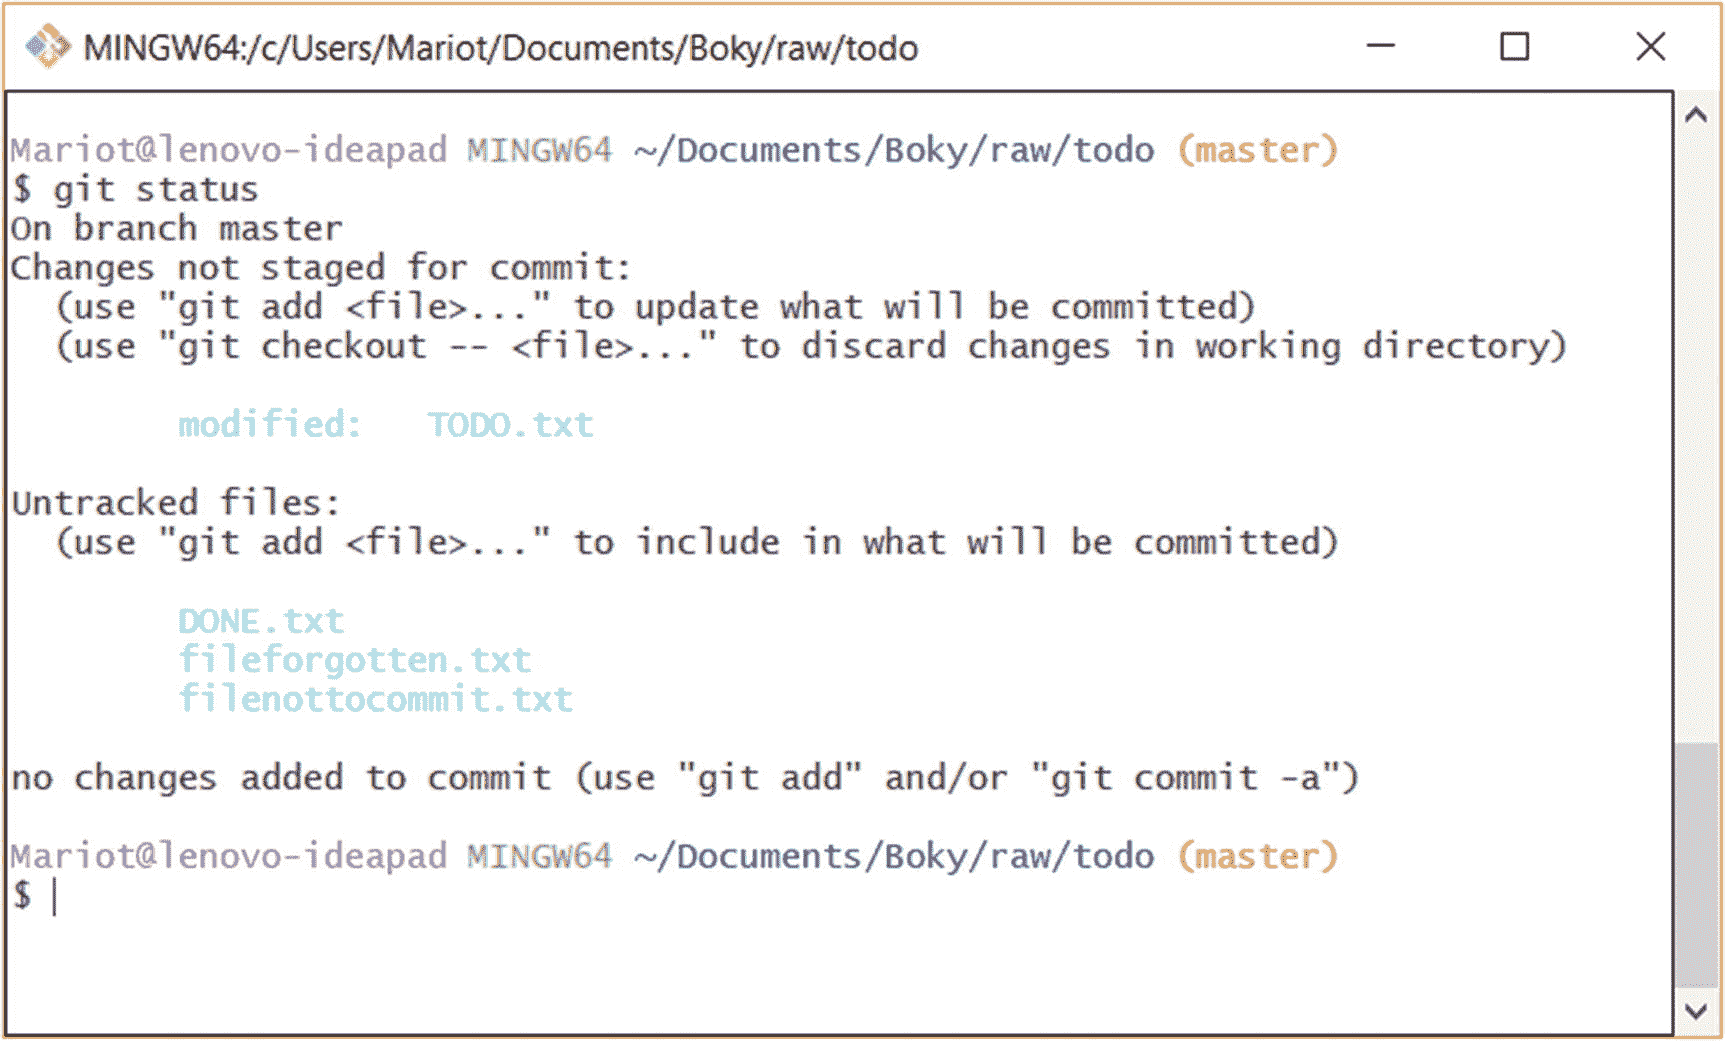 MINGW64:/c/Users/Mariot/Documents/Boky/raw/todo
Mariot@lenovo-ideapad MINGW64 ~/Documents/Boky/raw/todo (master)
$ git status
On branch master
Changes not staged for commit:
  (use "git add <file>..." to update what will be committed)
  (use "git checkout -- <file>..." to discard changes in working directory)
        modified:   TODO.txt
Untracked files:
  (use "git add <file>..." to include in what will be committed)
        DONE.txt
        fileforgotten.txt
        filenottocommit.txt
no changes added to commit (use "git add" and/or "git commit -a")
Mariot@lenovo-ideapad MINGW64 ~/Documents/Boky/raw/todo (master)
$